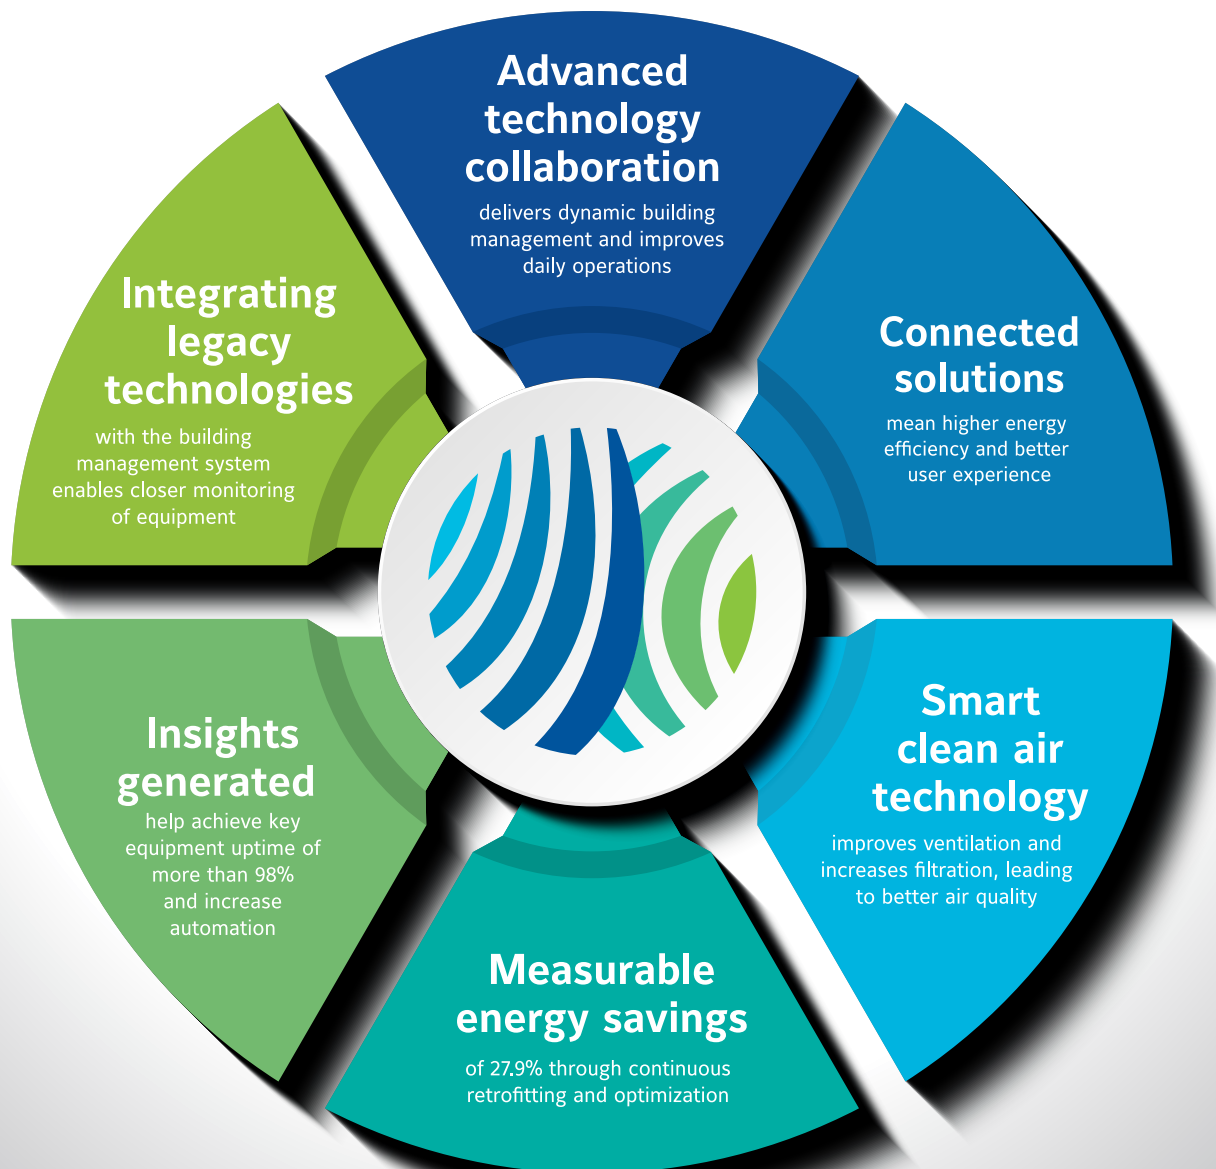 Advanced
technology
collaboration
delivers dynamic building
management and improves
daily operations
Connected
solutions
mean higher energy
efficiency and better
user experience
Smart
clean air
technology
improves ventilation and
increases filtration, leading
to better air quality
Measurable
energy savings
of 27.9% through continuous
retrofitting and optimization
Insights
generated
help achieve key
equipment uptime of
more than 98%
and increase
automation
Integrating
legacy
technologies
with the building
management system
enables closer monitoring
of equipment